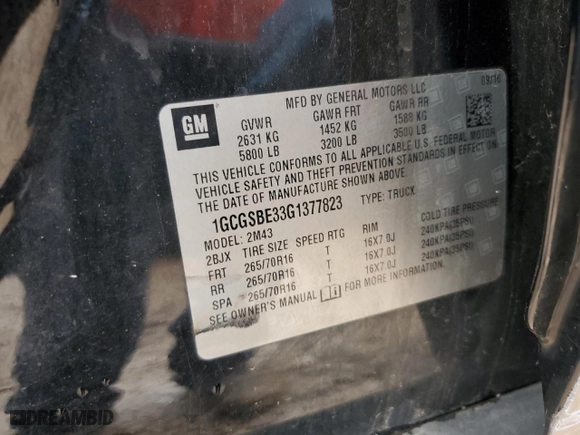 MFD BY GENERAL MOTORS LLC 09/16
GM
GVWR GAWR FRT GAWR RR
2631 KG 1452 KG 1588 KG
5800 LB 3200 LB 3500 LB
THIS VEHICLE CONFORMS TO ALL APPLICABLE U.S. FEDERAL MOTOR
VEHICLE SAFETY AND THEFT PREVENTION STANDARDS IN EFFECT ON
THE DATE OF MANUFACTURE SHOWN ABOVE.
1GCGSBE33G1377823 TYPE: TRUCK
MODEL: 2M43
2BJX TIRE SIZE SPEED RTG RIM COLD TIRE PRESSURE
FRT 265/70R16 T 16X7.0J 240KPA(35PSI)
RR 265/70R16 T 16X7.0J 240KPA(35PSI)
SPA 265/70R16 T 16X7.0J 240KPA(35PSI)
SEE OWNER'S MANUAL FOR MORE INFORMATION.
DREAMBID